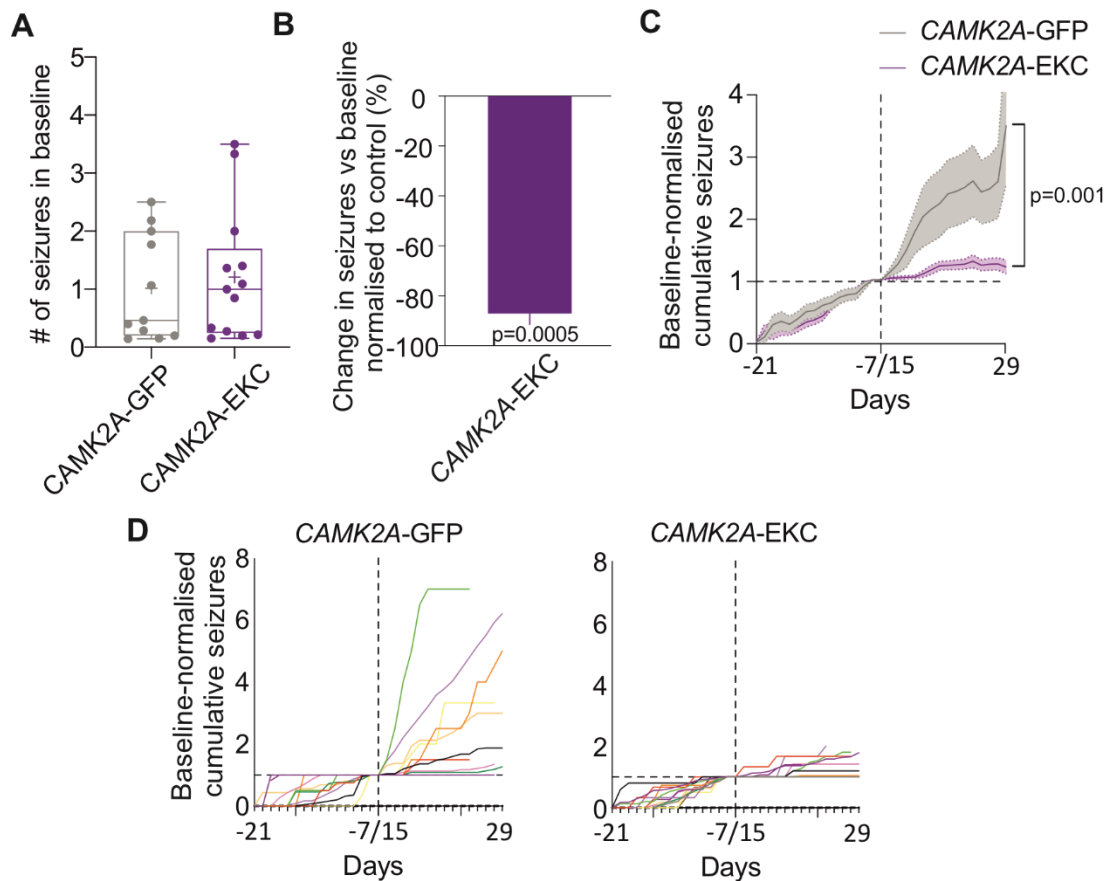 A
# of seizures in baseline
5
4
3
2
1
0
CAMK2A-GFP
CAMK2A-EKC
B
Change in seizures vs baseline
normalised to control (%)
0
-20
-40
-60
-80
-100
p=0.0005
CAMK2A-EKC
C
CAMK2A-GFP
CAMK2A-EKC
Baseline-normalised
cumulative seizures
4
3
2
1
0
p=0.001
-21
-7/15
29
Days
D
CAMK2A-GFP
Baseline-normalised
cumulative seizures
8
6
4
2
0
-21
-7/15
29
Days
CAMK2A-EKC
8
6
4
2
0
-21
-7/15
29
Days